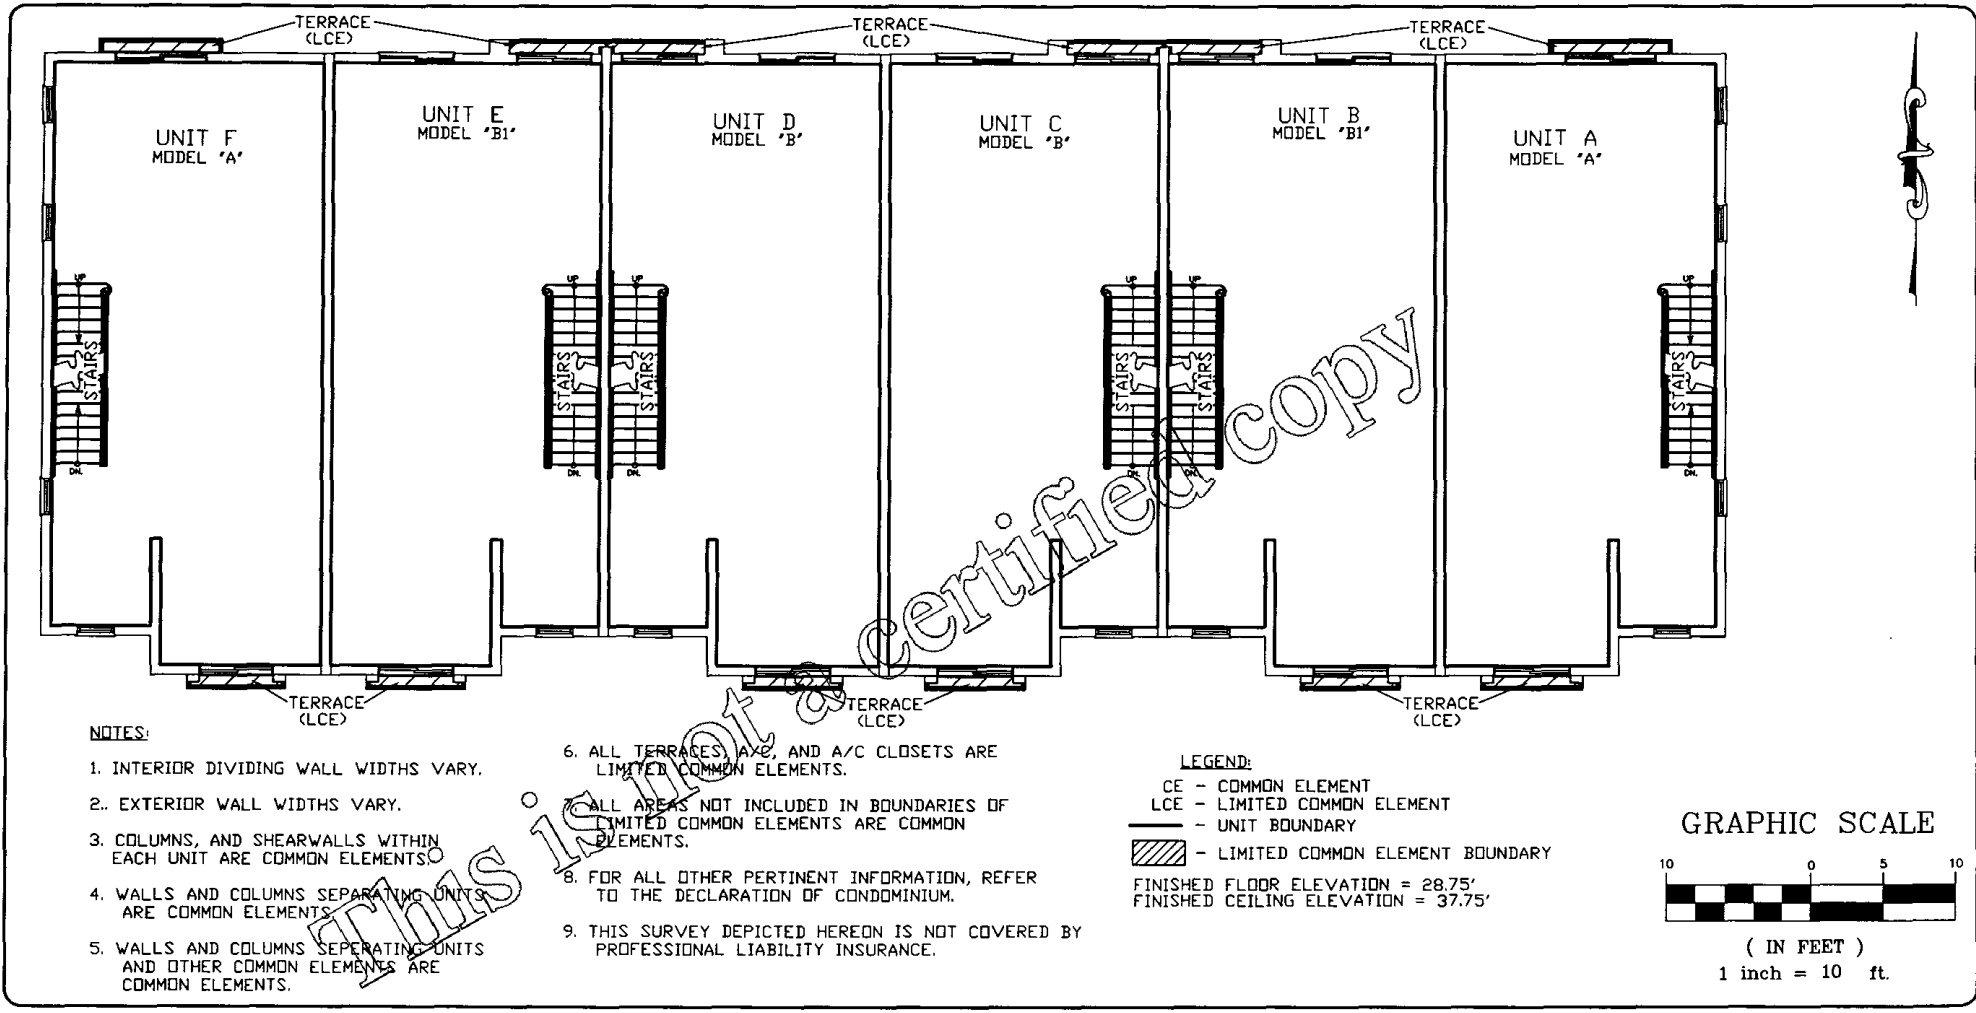 TERRACE
(LCE)
TERRACE
(LCE)
TERRACE
(LCE)
UNIT F
MODEL "A"
UNIT E
MODEL "B1"
UNIT D
MODEL "B"
UNIT C
MODEL "B"
UNIT B
MODEL "B1"
UNIT A
MODEL "A"
UP
UP
UP
UP
UP
UP
STAIRS
STAIRS
STAIRS
STAIRS
STAIRS
STAIRS
DN.
DN.
DN.
DN.
DN.
DN.
TERRACE
(LCE)
TERRACE
(LCE)
TERRACE
(LCE)
This is not a certified copy
NOTES:
1. INTERIOR DIVIDING WALL WIDTHS VARY.
2.. EXTERIOR WALL WIDTHS VARY.
3. COLUMNS, AND SHEARWALLS WITHIN
EACH UNIT ARE COMMON ELEMENTS.
4. WALLS AND COLUMNS SEPARATING UNITS
ARE COMMON ELEMENTS.
5. WALLS AND COLUMNS SEPERATING UNITS
AND OTHER COMMON ELEMENTS ARE
COMMON ELEMENTS.
6. ALL TERRACES, A/C, AND A/C CLOSETS ARE
LIMITED COMMON ELEMENTS.
7. ALL AREAS NOT INCLUDED IN BOUNDARIES OF
LIMITED COMMON ELEMENTS ARE COMMON
ELEMENTS.
8. FOR ALL OTHER PERTINENT INFORMATION, REFER
TO THE DECLARATION OF CONDOMINIUM.
9. THIS SURVEY DEPICTED HEREON IS NOT COVERED BY
PROFESSIONAL LIABILITY INSURANCE.
LEGEND:
CE - COMMON ELEMENT
LCE - LIMITED COMMON ELEMENT
- UNIT BOUNDARY
- LIMITED COMMON ELEMENT BOUNDARY
FINISHED FLOOR ELEVATION = 28.75'
FINISHED CEILING ELEVATION = 37.75'
GRAPHIC SCALE
10 0 5 10
( IN FEET )
1 inch = 10 ft.